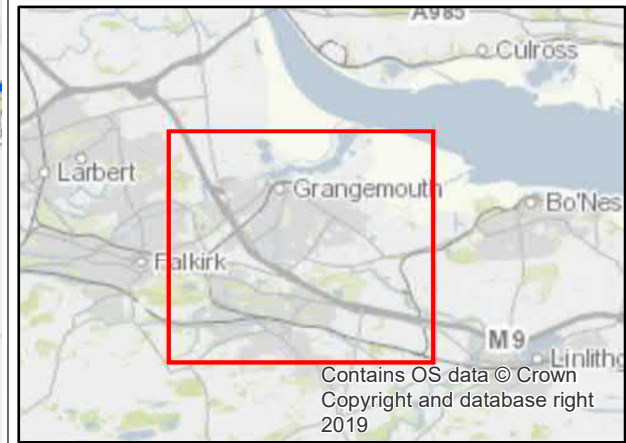 A985
Culross
Larbert
Grangemouth
Bo'Nes
Falkirk
M9
Linlithg
Contains OS data © Crown
Copyright and database right
2019